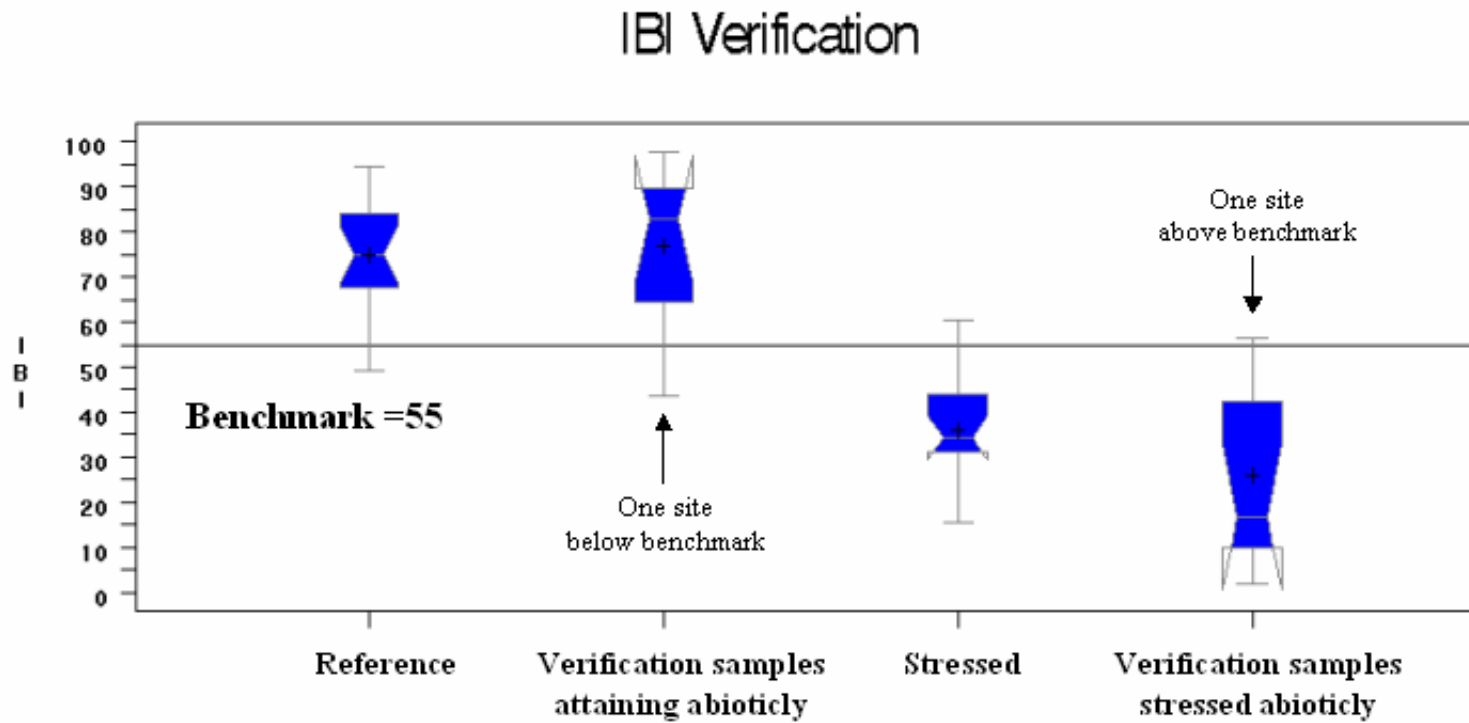 IBI Verification
100
90
80
70
60
50
40
30
20
10
0
I
B
I
One site
above benchmark
Benchmark =55
One site
below benchmark
Reference
Verification samples
attaining abioticly
Stressed
Verification samples
stressed abioticly